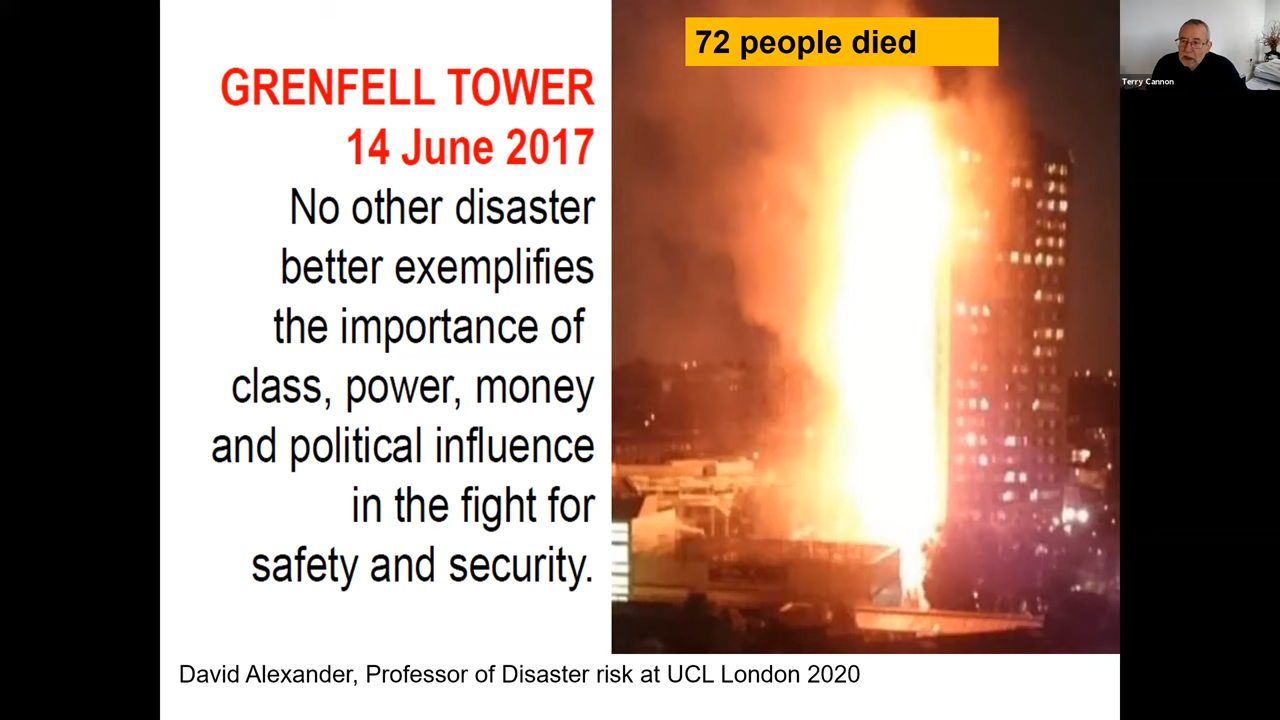 72 people died
GRENFELL TOWER
14 June 2017
No other disaster
better exemplifies
the importance of
class, power, money
and political influence
in the fight for
safety and security.
David Alexander, Professor of Disaster risk at UCL London 2020
Terry Cannon